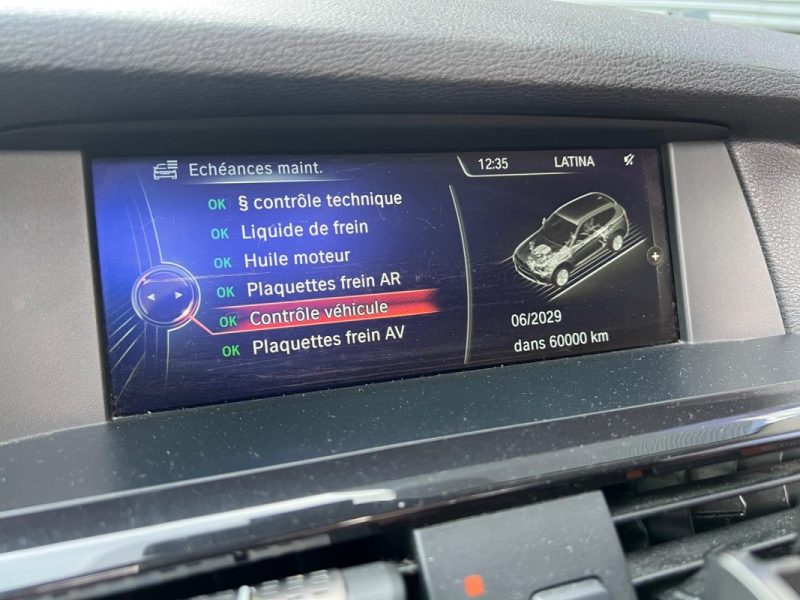 Echéances maint.
12:35 LATINA
OK § contrôle technique
OK Liquide de frein
OK Huile moteur
OK Plaquettes frein AR
OK Contrôle véhicule
OK Plaquettes frein AV
06/2029
dans 60000 km